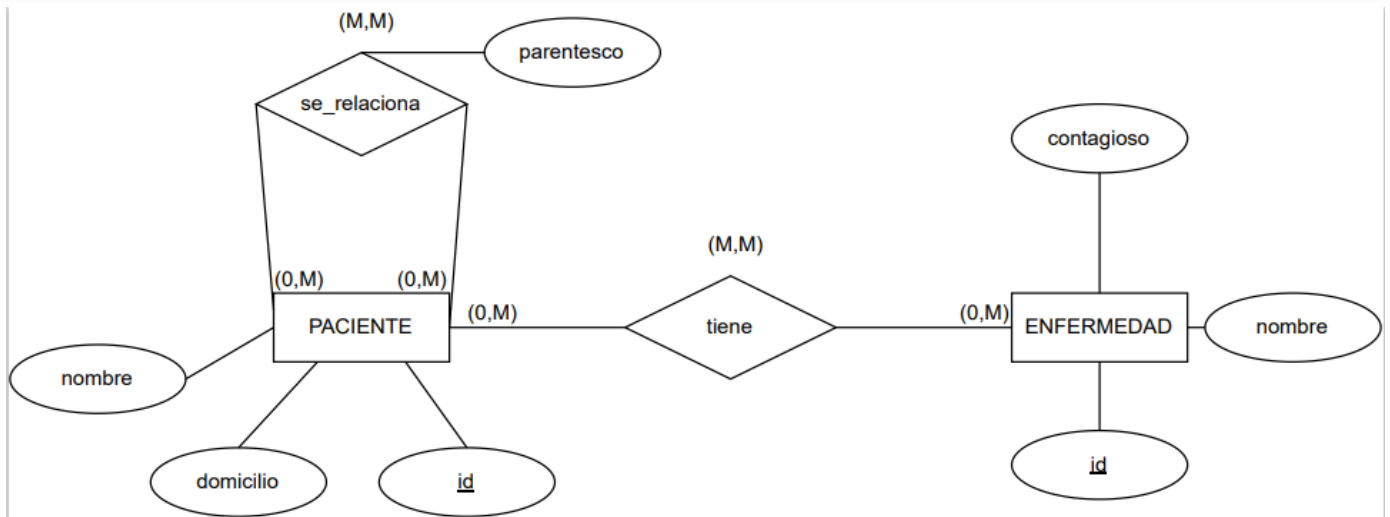 (M,M)
parentesco
se_relaciona
contagioso
(M,M)
(0,M)
(0,M)
(0,M)
(0,M)
PACIENTE
tiene
ENFERMEDAD
nombre
nombre
domicilio
id
id